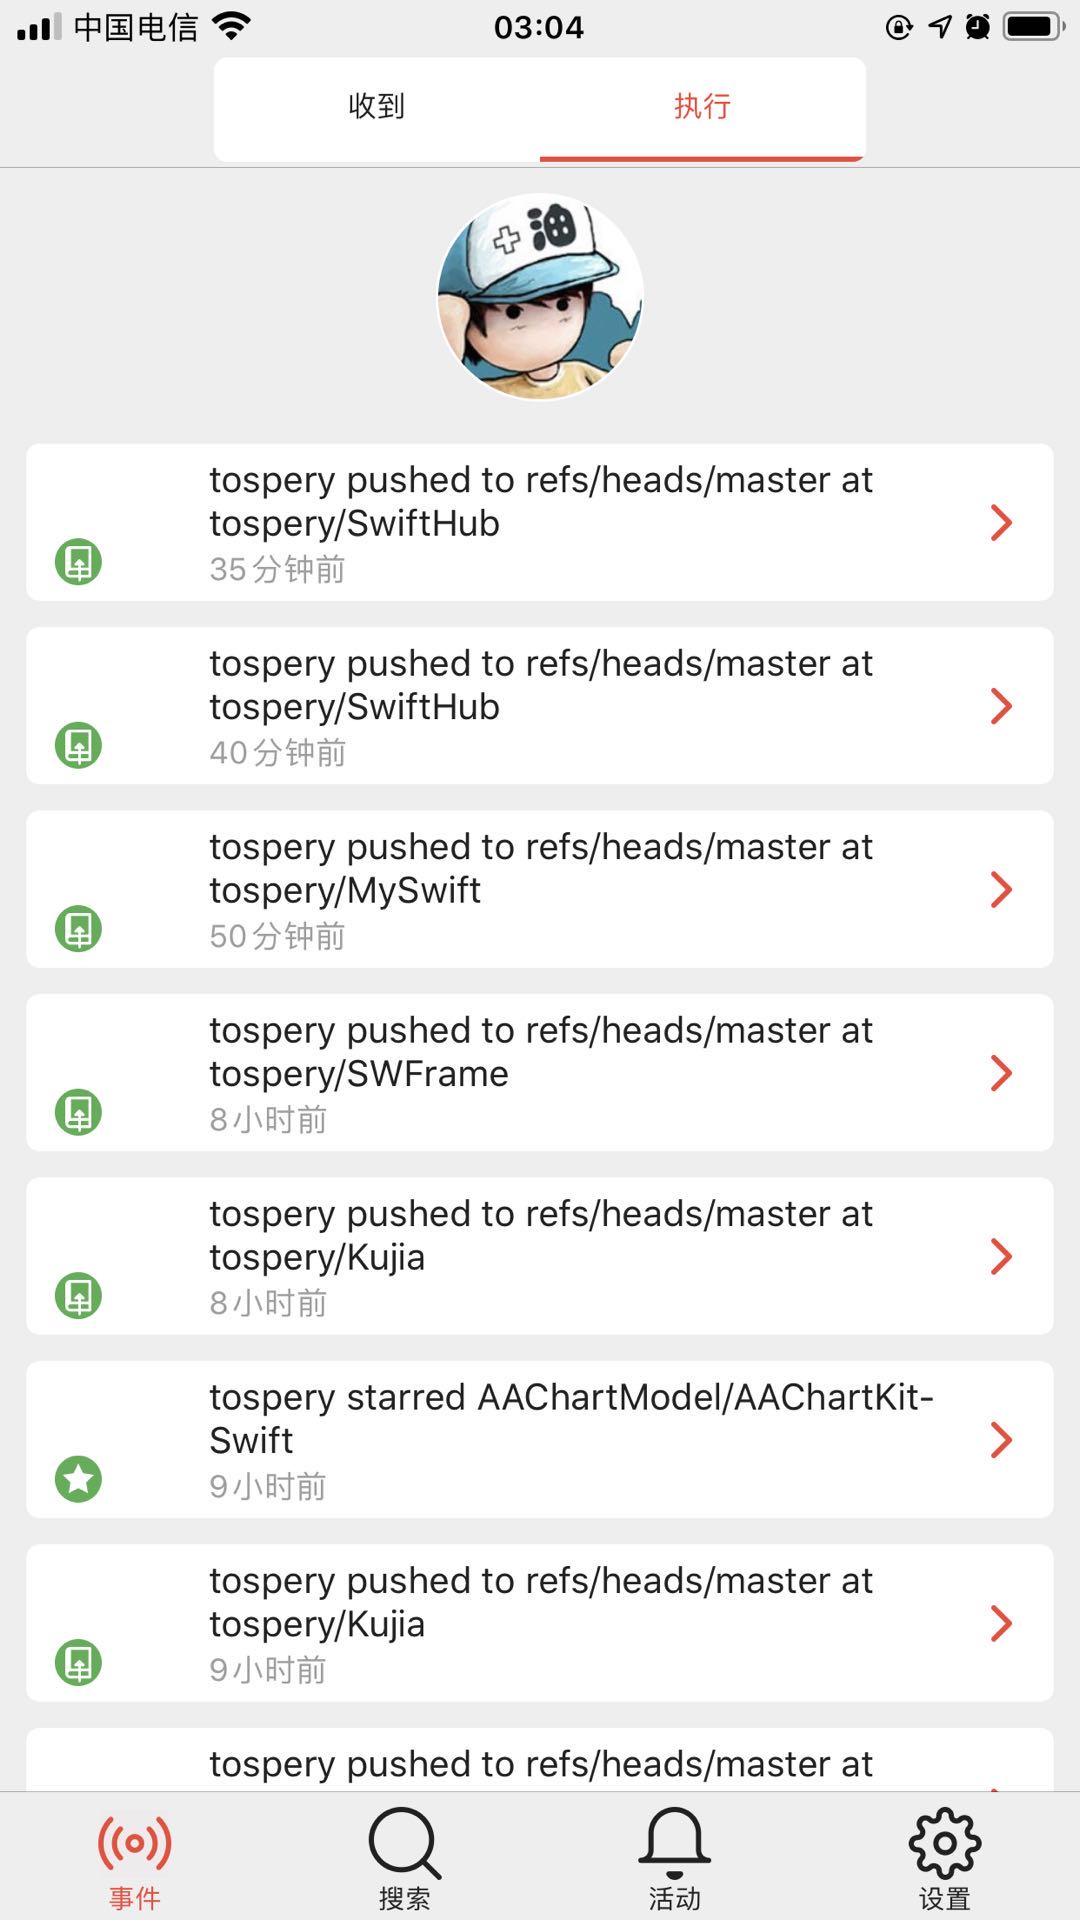 中国电信
03:04
收到
执行
油
tospery pushed to refs/heads/master at
tospery/SwiftHub
35分钟前
tospery pushed to refs/heads/master at
tospery/SwiftHub
40分钟前
tospery pushed to refs/heads/master at
tospery/MySwift
50分钟前
tospery pushed to refs/heads/master at
tospery/SWFrame
8小时前
tospery pushed to refs/heads/master at
tospery/Kujia
8小时前
tospery starred AAChartModel/AAChartKit-
Swift
9小时前
tospery pushed to refs/heads/master at
tospery/Kujia
9小时前
tospery pushed to refs/heads/master at
事件
搜索
活动
设置